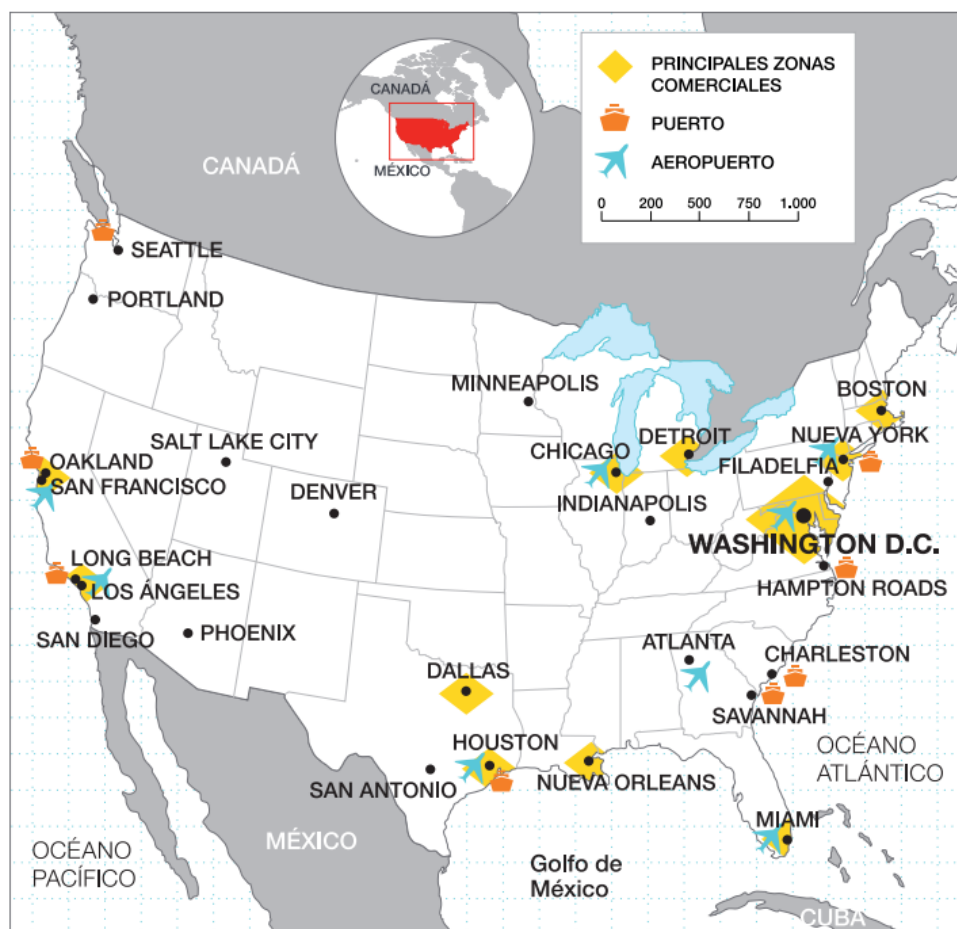 CANADÁ
MÉXICO
PRINCIPALES ZONAS
COMERCIALES
PUERTO
AEROPUERTO
0 200 500 750 1.000
CANADÁ
SEATTLE
PORTLAND
MINNEAPOLIS
BOSTON
SALT LAKE CITY
CHICAGO
DETROIT
NUEVA YORK
OAKLAND
FILADELFIA
SAN FRANCISCO
DENVER
INDIANAPOLIS
WASHINGTON D.C.
LONG BEACH
LOS ÁNGELES
HAMPTON ROADS
SAN DIEGO
PHOENIX
ATLANTA
CHARLESTON
DALLAS
SAVANNAH
HOUSTON
OCÉANO
ATLÁNTICO
SAN ANTONIO
NUEVA ORLEANS
MIAMI
MÉXICO
OCÉANO
PACÍFICO
Golfo de
México
CUBA